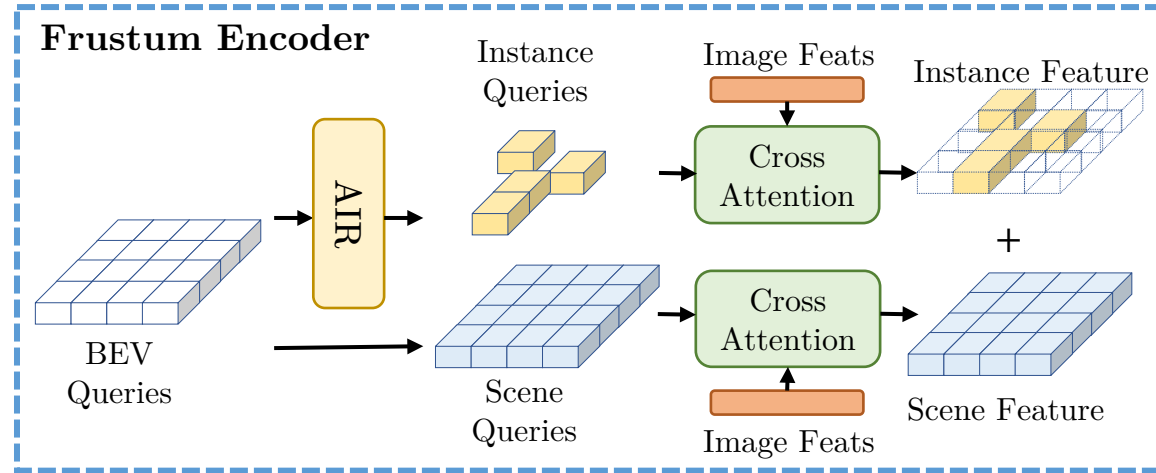 Frustum Encoder
Instance
Queries
Image Feats
Instance Feature
AIR
Cross
Attention
+
BEV
Queries
Scene
Queries
Cross
Attention
Image Feats
Scene Feature